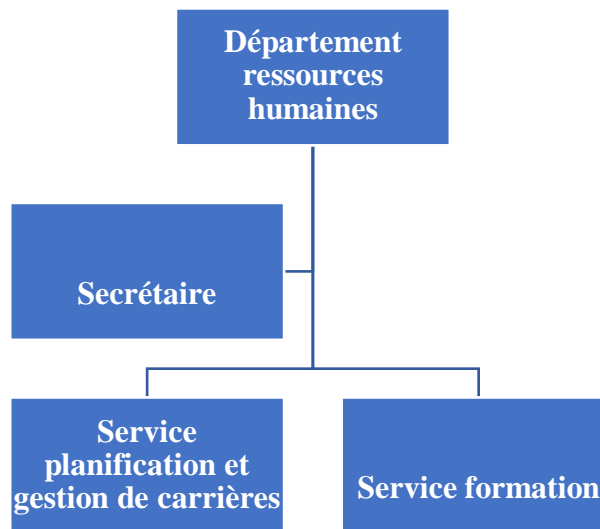 Département
ressources
humaines
Secrétaire
Service
planification et
gestion de carrières
Service formation